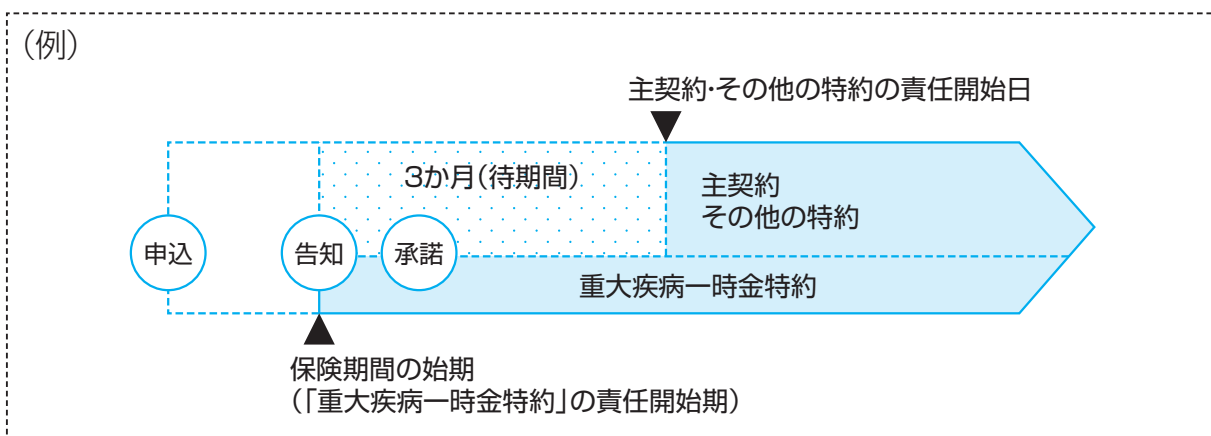 （例）
主契約・その他の特約の責任開始日
3か月（待期間）
主契約
その他の特約
申込
告知
承諾
重大疾病一時金特約
保険期間の始期
（「重大疾病一時金特約」の責任開始期）